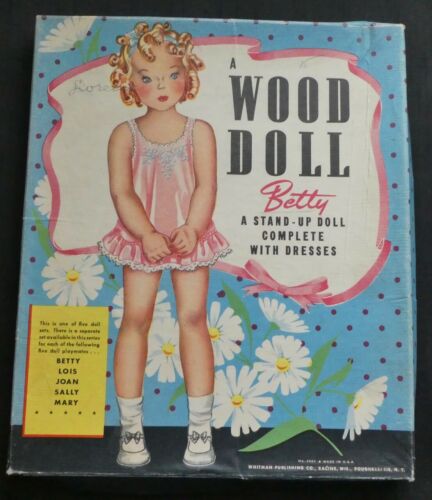 A
WOOD
DOLL
Betty
A STAND-UP DOLL
COMPLETE
WITH DRESSES
This is one of five doll
sets. There is a separate
set available in this series
for each of the following
five doll playmates . . .
BETTY
LOIS
JOAN
SALLY
MARY
MADE IN U.S.A.
WHITMAN PUBLISHING CO., RACINE, WIS., POUGHKEEPSIE, N. Y.